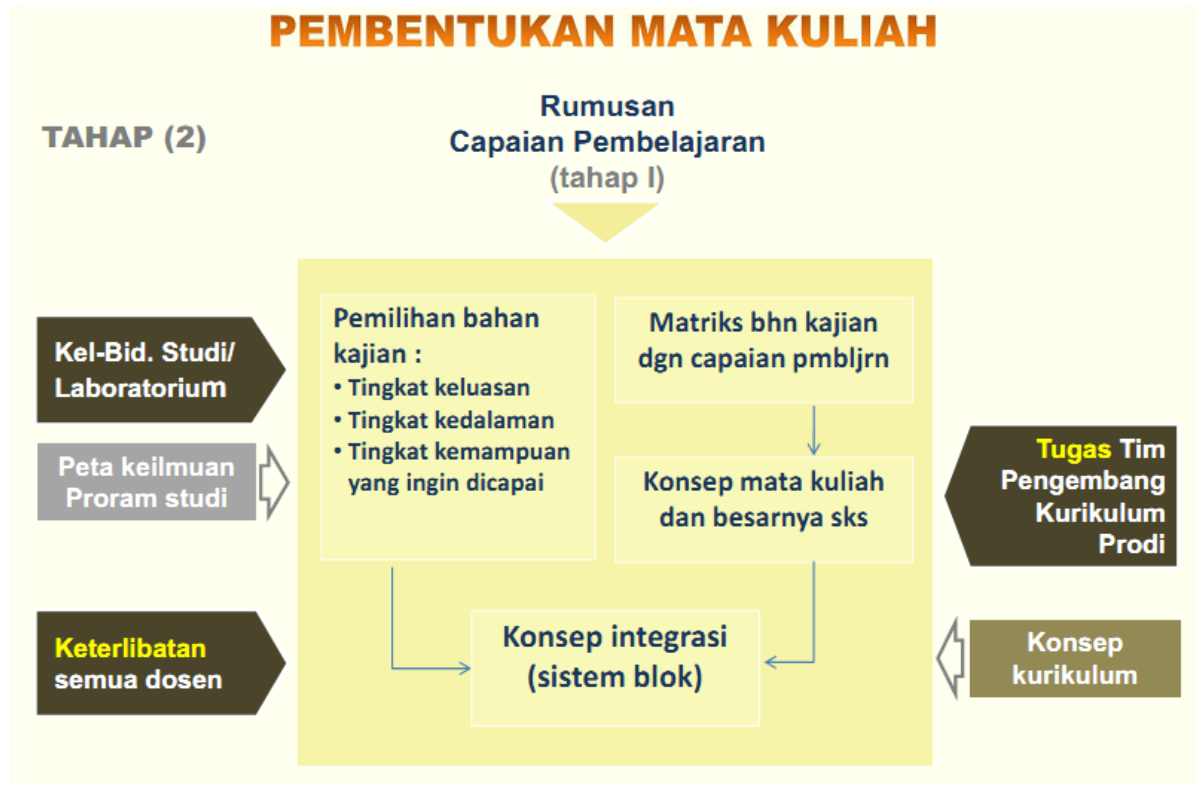 PEMBENTUKAN MATA KULIAH
TAHAP (2)
Rumusan
Capaian Pembelajaran
(tahap I)
Kel-Bid. Studi/
Laboratorium
Peta keilmuan
Proram studi
Keterlibatan
semua dosen
Pemilihan bahan
kajian :
• Tingkat keluasan
• Tingkat kedalaman
• Tingkat kemampuan
yang ingin dicapai
Matriks bhn kajian
dgn capaian pmbljrn
Konsep mata kuliah
dan besarnya sks
Konsep integrasi
(sistem blok)
Tugas Tim
Pengembang
Kurikulum
Prodi
Konsep
kurikulum